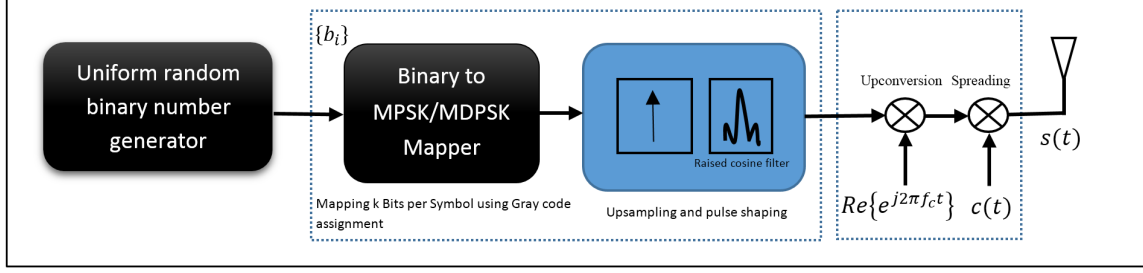 Uniform random
binary number
generator
{b_i}
Binary to
MPSK/MDPSK
Mapper
Mapping k Bits per Symbol using Gray code
assignment
Raised cosine filter
Upsampling and pulse shaping
Upconversion
Spreading
Re{e^{j2πf_c t}}
c(t)
s(t)